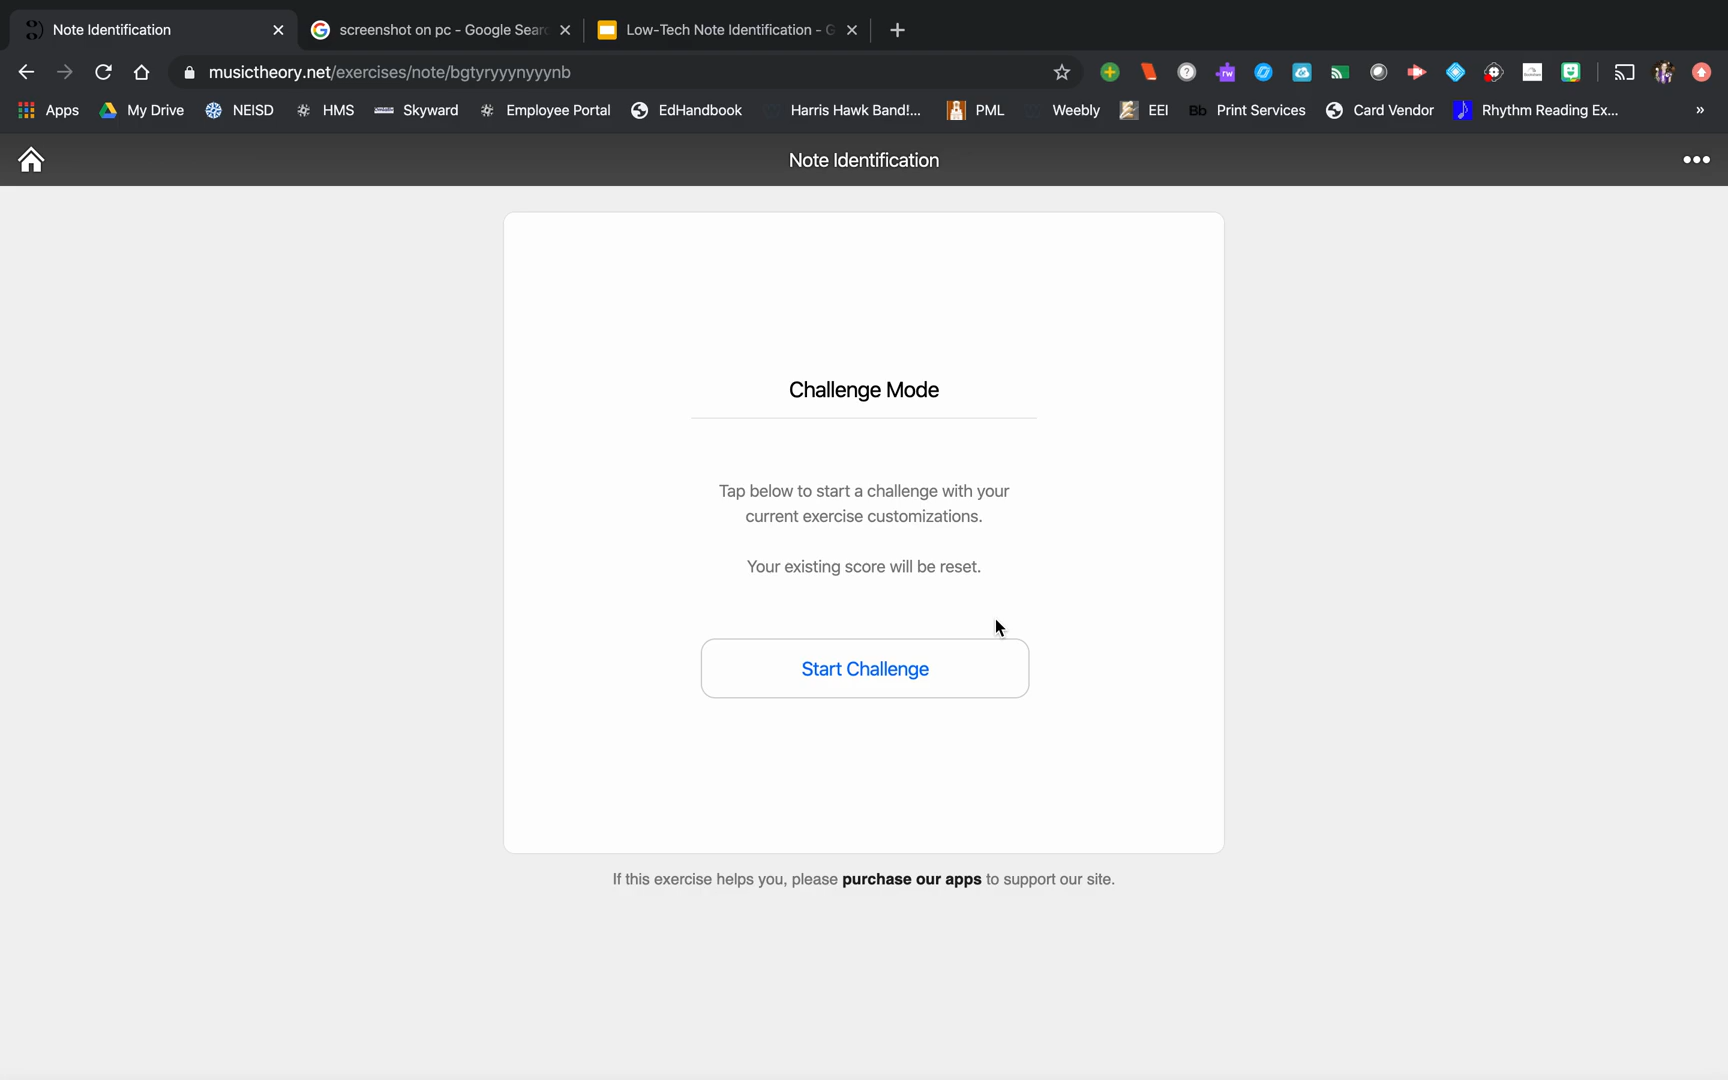 Note Identification
screenshot on pc - Google Sear
Low-Tech Note Identification - G
musictheory.net/exercises/note/bgtyryyynyyynb
Apps My Drive NEISD HMS Skyward Employee Portal EdHandbook Harris Hawk Band!... PML Weebly EEI Bb Print Services Card Vendor Rhythm Reading Ex... »
Note Identification
Challenge Mode
Tap below to start a challenge with your
current exercise customizations.
Your existing score will be reset.
Start Challenge
If this exercise helps you, please purchase our apps to support our site.